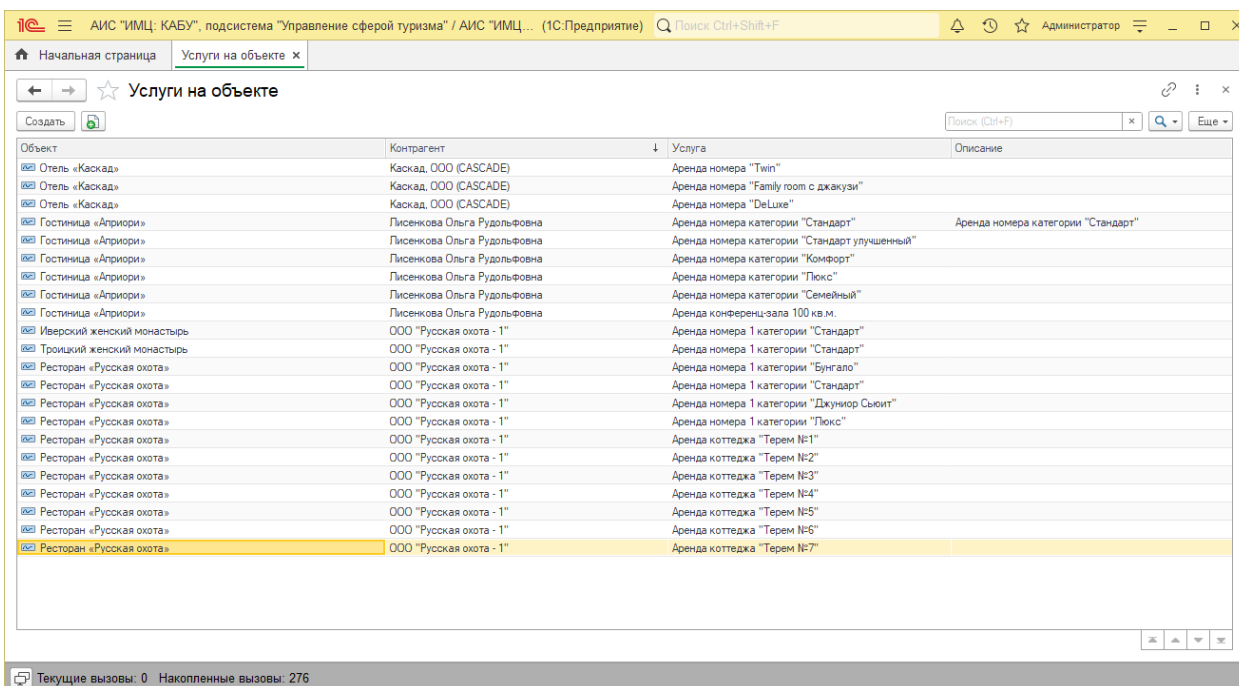 1С АИС "ИМЦ: КАБУ", подсистема "Управление сферой туризма" / АИС "ИМЦ... (1С:Предприятие) Поиск Ctrl+Shift+F Администратор
Начальная страница Услуги на объекте ×
Услуги на объекте
Создать Поиск (Ctrl+F) × Еще
Объект Контрагент ↓ Услуга Описание
Отель «Каскад» Каскад, ООО (CASCADE) Аренда номера "Twin"
Отель «Каскад» Каскад, ООО (CASCADE) Аренда номера "Family room с джакузи"
Отель «Каскад» Каскад, ООО (CASCADE) Аренда номера "DeLuxe"
Гостиница «Априори» Лисенкова Ольга Рудольфовна Аренда номера категории "Стандарт" Аренда номера категории "Стандарт"
Гостиница «Априори» Лисенкова Ольга Рудольфовна Аренда номера категории "Стандарт улучшенный"
Гостиница «Априори» Лисенкова Ольга Рудольфовна Аренда номера категории "Комфорт"
Гостиница «Априори» Лисенкова Ольга Рудольфовна Аренда номера категории "Люкс"
Гостиница «Априори» Лисенкова Ольга Рудольфовна Аренда номера категории "Семейный"
Гостиница «Априори» Лисенкова Ольга Рудольфовна Аренда конференц-зала 100 кв.м.
Иверский женский монастырь ООО "Русская охота - 1" Аренда номера 1 категории "Стандарт"
Троицкий женский монастырь ООО "Русская охота - 1" Аренда номера 1 категории "Стандарт"
Ресторан «Русская охота» ООО "Русская охота - 1" Аренда номера 1 категории "Бунгало"
Ресторан «Русская охота» ООО "Русская охота - 1" Аренда номера 1 категории "Стандарт"
Ресторан «Русская охота» ООО "Русская охота - 1" Аренда номера 1 категории "Джуниор Сьюит"
Ресторан «Русская охота» ООО "Русская охота - 1" Аренда номера 1 категории "Люкс"
Ресторан «Русская охота» ООО "Русская охота - 1" Аренда коттеджа "Терем №1"
Ресторан «Русская охота» ООО "Русская охота - 1" Аренда коттеджа "Терем №2"
Ресторан «Русская охота» ООО "Русская охота - 1" Аренда коттеджа "Терем №3"
Ресторан «Русская охота» ООО "Русская охота - 1" Аренда коттеджа "Терем №4"
Ресторан «Русская охота» ООО "Русская охота - 1" Аренда коттеджа "Терем №5"
Ресторан «Русская охота» ООО "Русская охота - 1" Аренда коттеджа "Терем №6"
Ресторан «Русская охота» ООО "Русская охота - 1" Аренда коттеджа "Терем №7"
Текущие вызовы: 0 Накопленные вызовы: 276